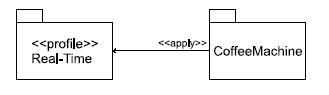 <<profile>>
Real-Time
<<apply>>
CoffeeMachine